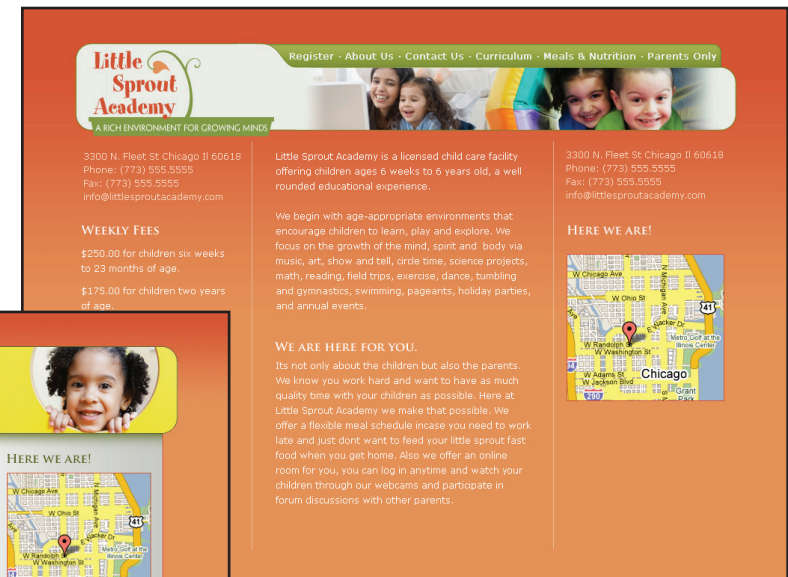 Little
Sprout
Academy
A RICH ENVIRONMENT FOR GROWING MINDS
Register · About Us · Contact Us · Curriculum · Meals & Nutrition · Parents Only
3300 N. Fleet St Chicago Il 60618
Phone: (773) 555.5555
Fax: (773) 555.5555
info@littlesproutacademy.com
WEEKLY FEES
$250.00 for children six weeks
to 23 months of age.
$175.00 for children two years
of age.
Little Sprout Academy is a licensed child care facility
offering children ages 6 weeks to 6 years old, a well
rounded educational experience.
We begin with age-appropriate environments that
encourage children to learn, play and explore. We
focus on the growth of the mind, spirit and body via
music, art, show and tell, circle time, science projects,
math, reading, field trips, exercise, dance, tumbling
and gymnastics, swimming, pageants, holiday parties,
and annual events.
WE ARE HERE FOR YOU.
Its not only about the children but also the parents.
We know you work hard and want to have as much
quality time with your children as possible. Here at
Little Sprout Academy we make that possible. We
offer a flexible meal schedule incase you need to work
late and just dont want to feed your little sprout fast
food when you get home. Also we offer an online
room for you, you can log in anytime and watch your
children through our webcams and participate in
forum discussions with other parents.
3300 N. Fleet St Chicago Il 60618
Phone: (773) 555.5555
Fax: (773) 555.5555
info@littlesproutacademy.com
HERE WE ARE!
W Chicago Ave
N Michigan Ave
W Ohio St
41
E Wacker Dr
W Randolph St
Metro Golf at the
Illinois Center
W Washington St
W Adams St
Chicago
W Jackson Blvd
290
Grant
Park
HERE WE ARE!
W Chicago Ave
N Michigan Ave
W Ohio St
41
E Wacker Dr
W Randolph St
Metro Golf at the
Illinois Center
W Washington St